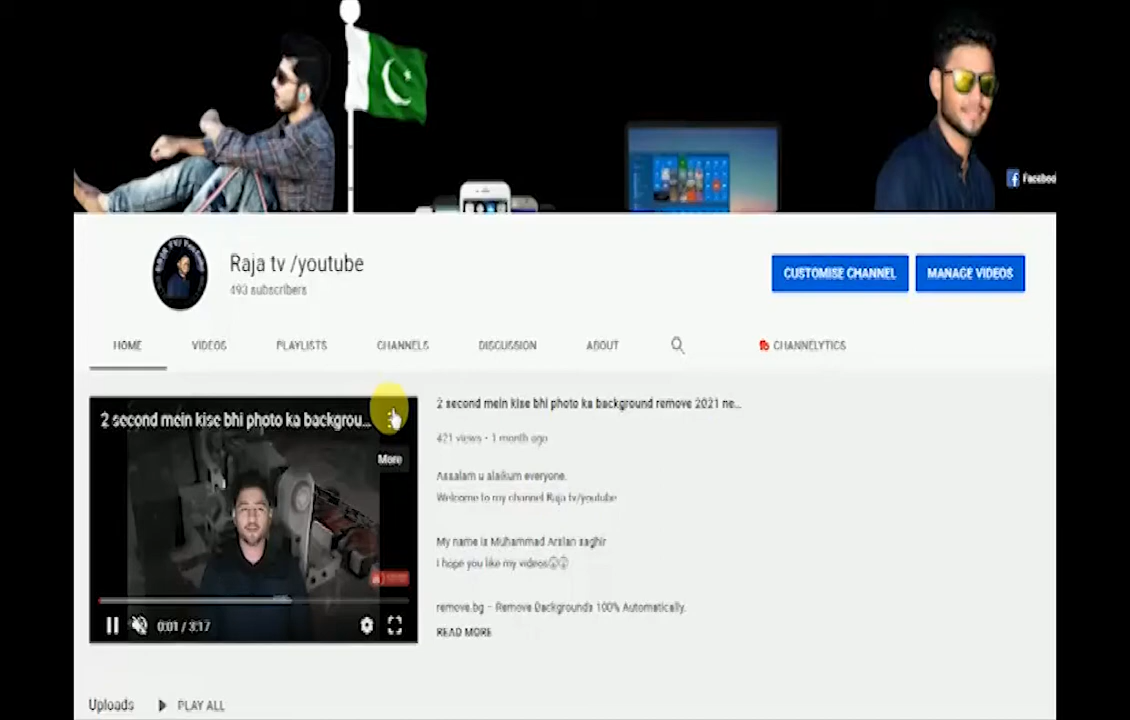 Faceboo
Raja tv /youtube
493 subscribers
CUSTOMISE CHANNEL
MANAGE VIDEOS
HOME
VIDEOS
PLAYLISTS
CHANNELS
DISCUSSION
ABOUT
CHANNELYTICS
2 second mein kise bhi photo ka backgrou...
More
0:01 / 3:17
2 second mein kise bhi photo ka background remove 2021 ne...
421 views • 1 month ago
Assalam u alaikum everyone.
Welcome to my channel Raja tv/youtube
My name is Muhammad Arslan saghir
I hope you like my videos
remove.bg – Remove Backgrounds 100% Automatically.
READ MORE
Uploads
PLAY ALL